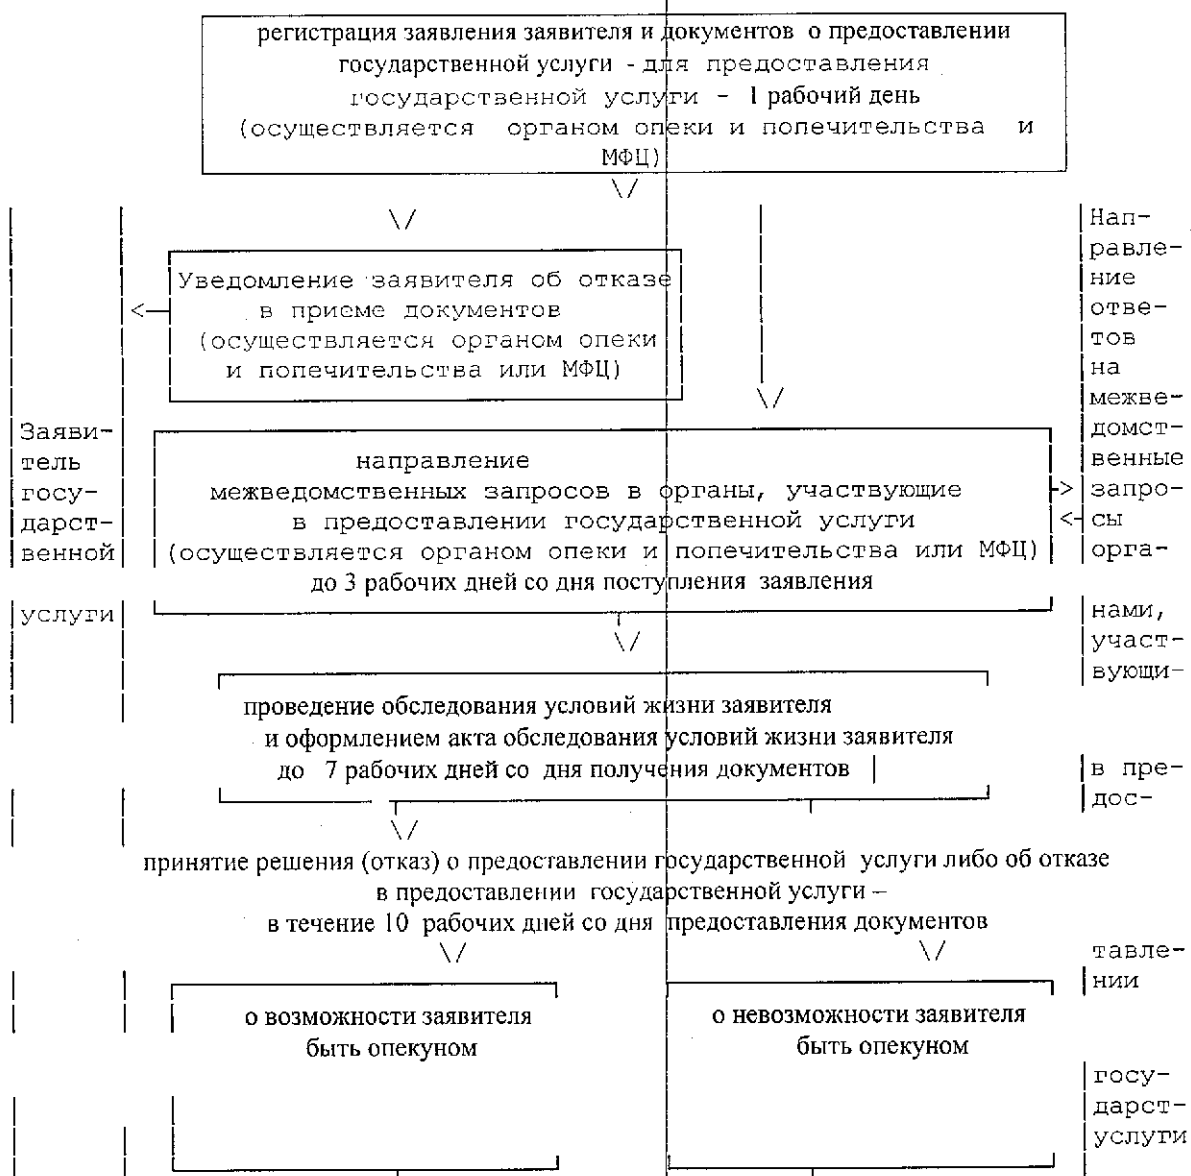 регистрация заявления заявителя и документов о предоставлении
государственной услуги - для предоставления
государственной услуги - 1 рабочий день
(осуществляется органом опеки и попечительства и
МФЦ)
\/
\/
Уведомление заявителя об отказе
<-
в приеме документов
(осуществляется органом опеки
и попечительства или МФЦ)
\/
Заяви-
тель
госу-
дарст-
венной
услуги
направление
межведомственных запросов в органы, участвующие
в предоставлении государственной услуги
(осуществляется органом опеки и попечительства или МФЦ)
до 3 рабочих дней со дня поступления заявления
->
<-
\/
проведение обследования условий жизни заявителя
и оформлением акта обследования условий жизни заявителя
до 7 рабочих дней со дня получения документов
\/
принятие решения (отказ) о предоставлении государственной услуги либо об отказе
в предоставлении государственной услуги –
в течение 10 рабочих дней со дня предоставления документов
\/
\/
о возможности заявителя
быть опекуном
о невозможности заявителя
быть опекуном
Нап-
равле-
ние
отве-
тов
на
межве-
домст-
венные
запро-
сы
орга-
нами,
участ-
вующи-
в пре-
дос-
тавле-
нии
госу-
дарст-
услуги